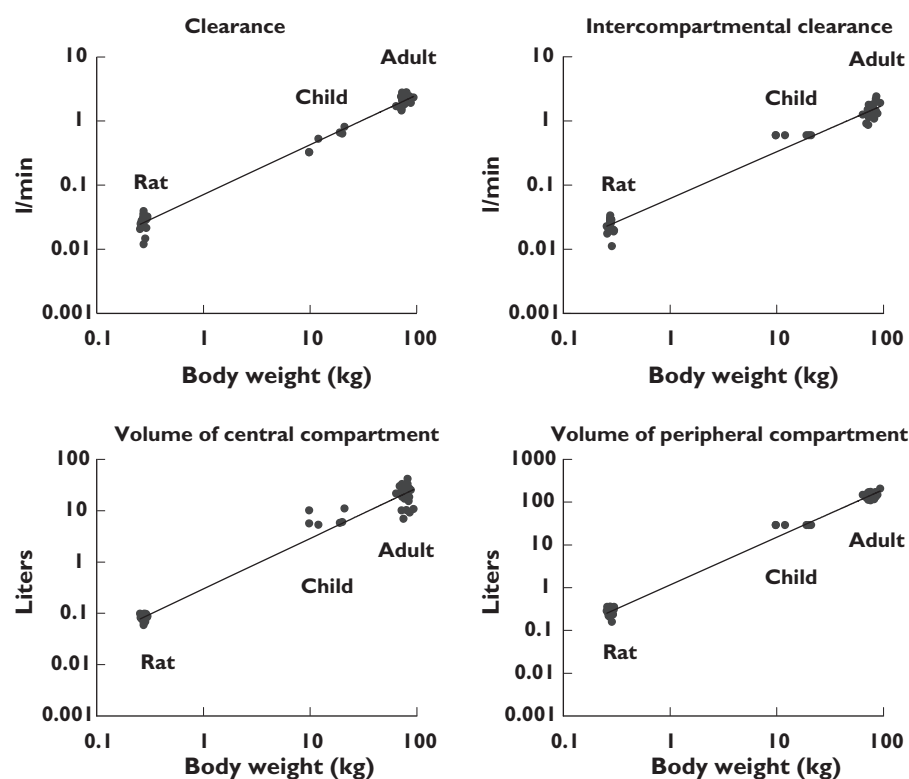 Clearance
10
1
0.1
0.01
0.001
l/min
Adult
Child
Rat
0.1 1 10 100
Body weight (kg)
Intercompartmental clearance
10
1
0.1
0.01
0.001
l/min
Adult
Child
Rat
0.1 1 10 100
Body weight (kg)
Volume of central compartment
100
10
1
0.1
0.01
0.001
Liters
Adult
Child
Rat
0.1 1 10 100
Body weight (kg)
Volume of peripheral compartment
1000
100
10
1
0.1
0.01
0.001
Liters
Adult
Child
Rat
0.1 1 10 100
Body weight (kg)